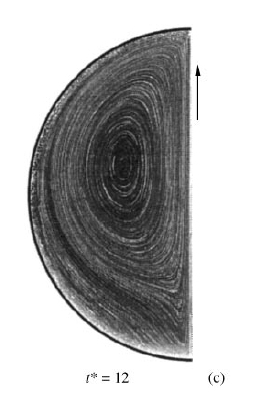 t* = 12 (c)